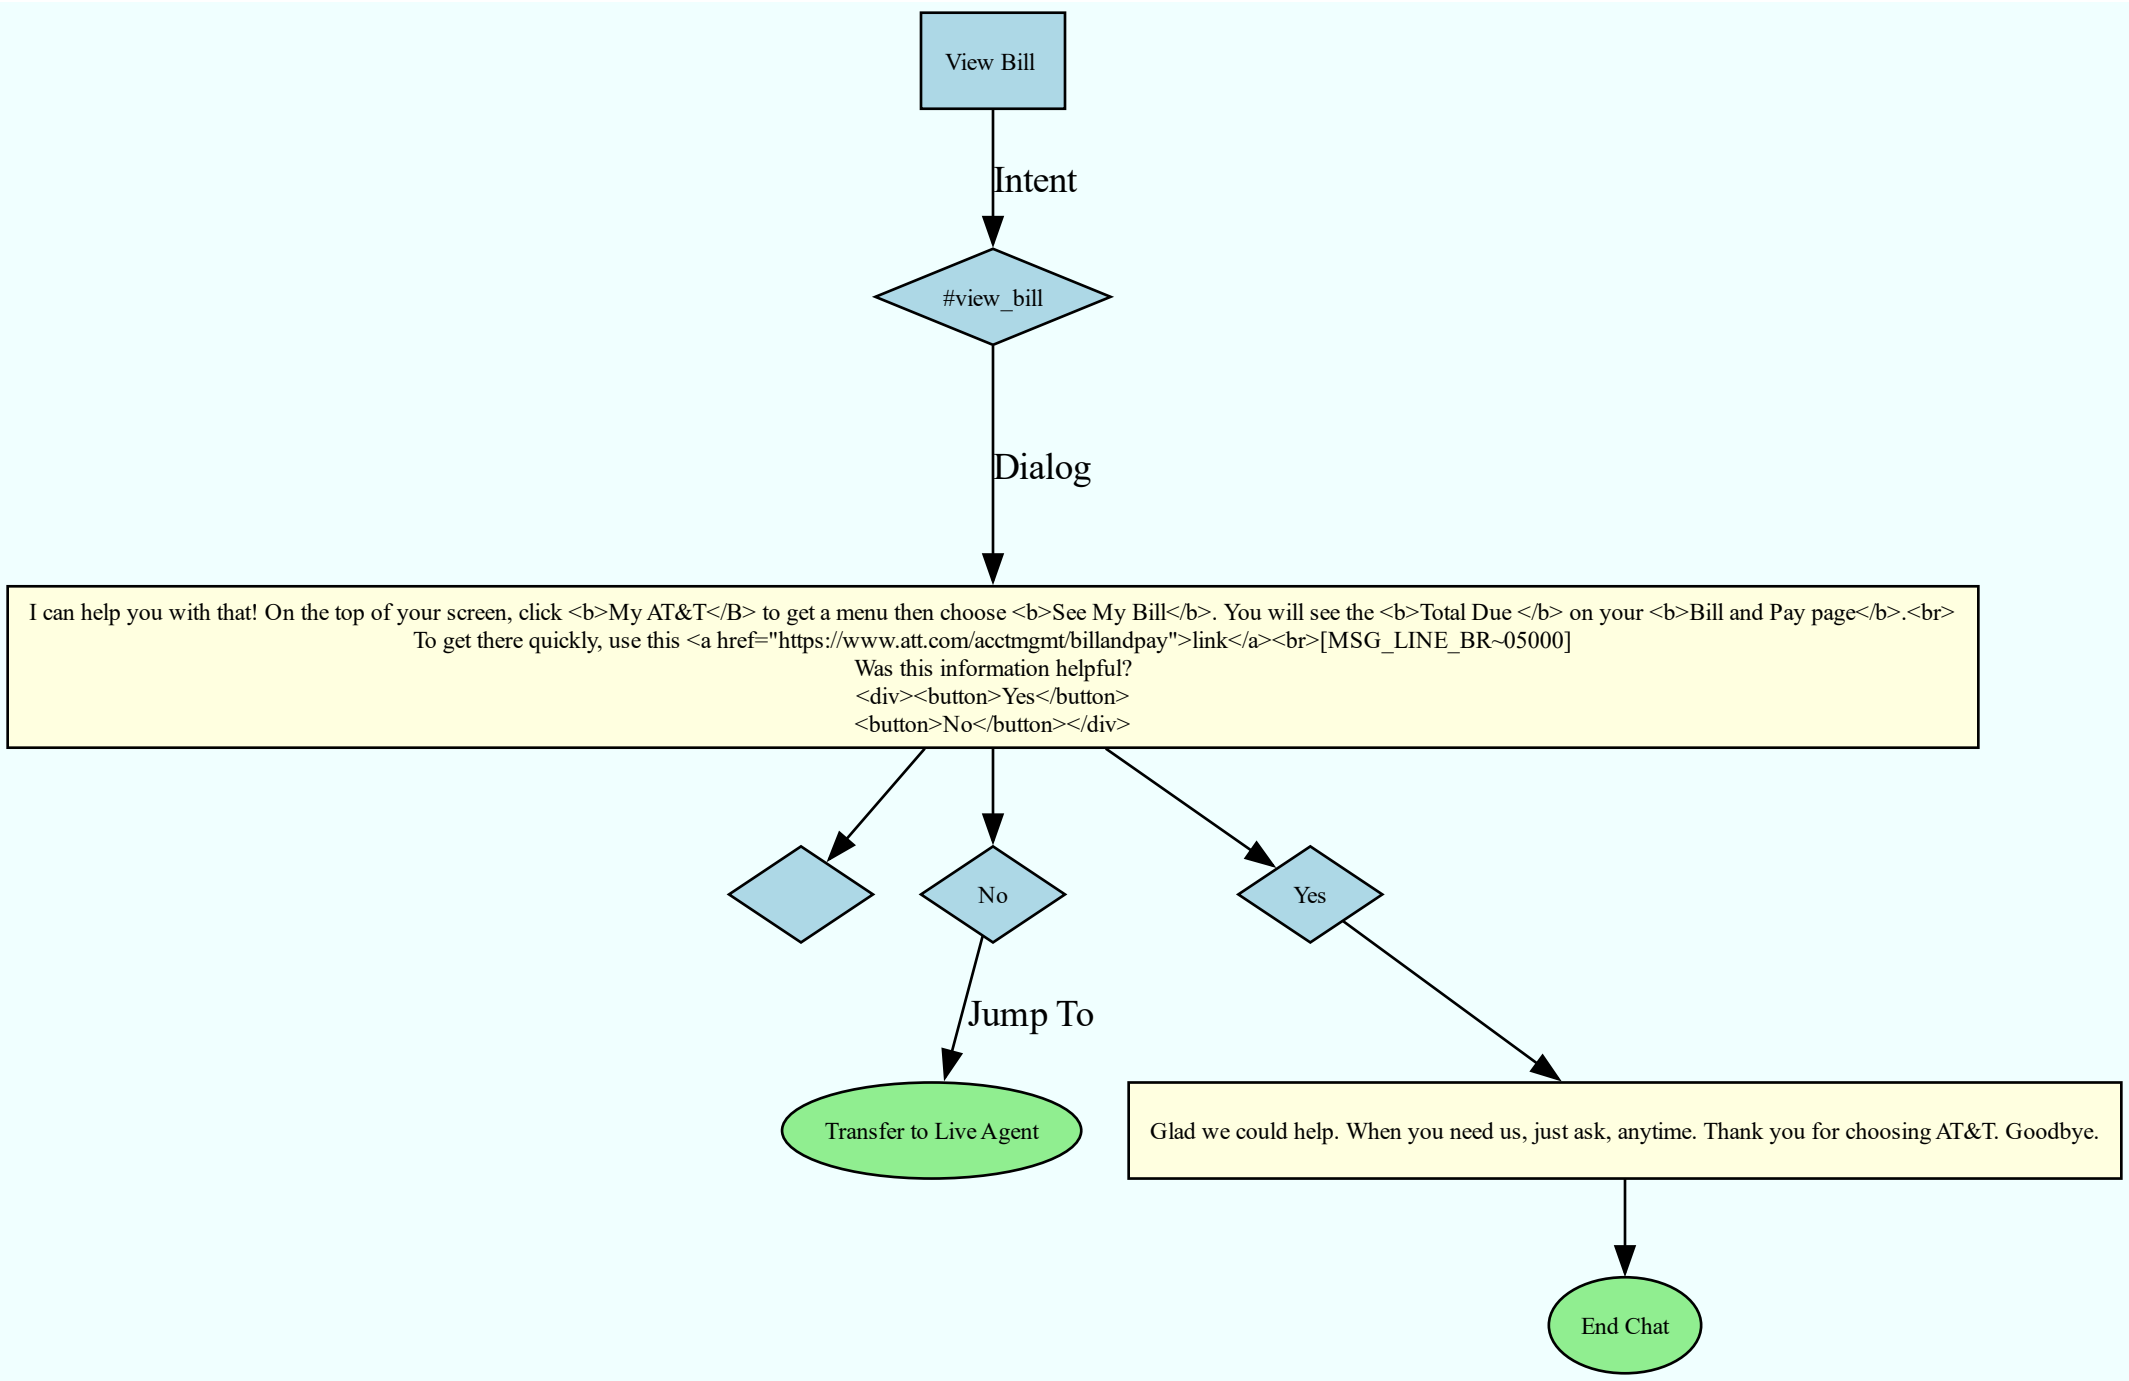 View Bill
Intent
#view_bill
Dialog
I can help you with that! On the top of your screen, click <b>My AT&T</B> to get a menu then choose <b>See My Bill</b>. You will see the <b>Total Due </b> on your <b>Bill and Pay page</b>.<br>
To get there quickly, use this <a href="https://www.att.com/acctmgmt/billandpay">link</a><br>[MSG_LINE_BR~05000]
Was this information helpful?
<div><button>Yes</button>
<button>No</button></div>
No
Yes
Jump To
Transfer to Live Agent
Glad we could help. When you need us, just ask, anytime. Thank you for choosing AT&T. Goodbye.
End Chat